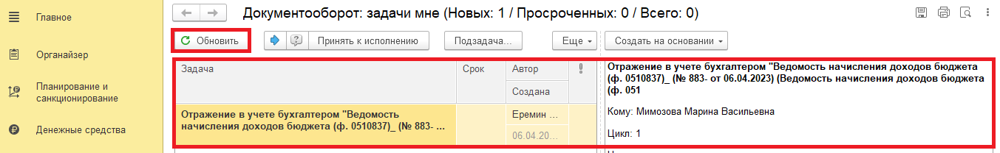 Главное
Органайзер
Планирование и
санкционирование
Денежные средства
Документооборот: задачи мне (Новых: 1 / Просроченных: 0 / Всего: 0)
Обновить
Принять к исполнению
Подзадача...
Еще
Создать на основании
Задача
Срок
Автор
Создана
Отражение в учете бухгалтером "Ведомость
начисления доходов бюджета (ф. 0510837)_ (№ 883- ...
Еремин ...
06.04.20...
Отражение в учете бухгалтером "Ведомость начисления доходов бюджета
(ф. 0510837)_ (№ 883- от 06.04.2023) (Ведомость начисления доходов бюджета
(ф. 051
Кому: Мимозова Марина Васильевна
Цикл: 1